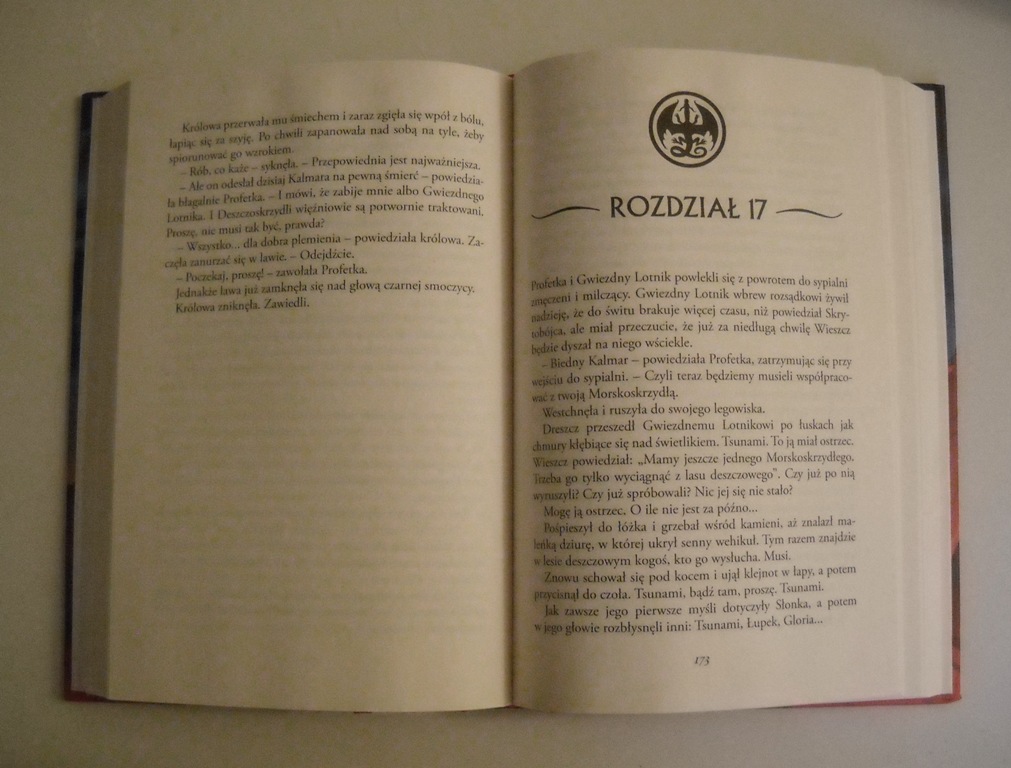 Królowa przerwała mu śmiechem i zaraz zgięła się wpół z bólu,
łapiąc się za szyję. Po chwili zapanowała nad sobą na tyle, żeby
spiorunować go wzrokiem.
– Rób, co każe – syknęła. – Przepowiednia jest najważniejsza.
– Ale on odesłał dzisiaj Kalmara na pewną śmierć – powiedzia-
ła błagalnie Profetka. – I mówi, że zabije mnie albo Gwiezdnego
Lotnika. I Deszczoskrzydli więźniowie są potwornie traktowani.
Proszę, nie musi tak być, prawda?
– Wszystko... dla dobra plemienia – powiedziała królowa. Za-
częła zanurzać się w lawie. – Odejdźcie.
– Poczekaj, proszę! – zawołała Profetka.
Jednakże lawa już zamknęła się nad głową czarnej smoczycy.
Królowa zniknęła. Zawiedli.
ROZDZIAŁ 17
Profetka i Gwiezdny Lotnik powlekli się z powrotem do sypialni
zmęczeni i milczący. Gwiezdny Lotnik wbrew rozsądkowi żywił
nadzieję, że do świtu brakuje więcej czasu, niż powiedział Skry-
tobójca, ale miał przeczucie, że już za niedługą chwilę Wieszcz
będzie dyszał na niego wściekle.
– Biedny Kalmar – powiedziała Profetka, zatrzymując się przy
wejściu do sypialni. – Czyli teraz będziemy musieli współpraco-
wać z twoją Morskoskrzydłą.
Westchnęła i ruszyła do swojego legowiska.
Dreszcz przeszedł Gwiezdnemu Lotnikowi po łuskach jak
chmury kłębiące się nad świetlikiem. Tsunami. To ją miał ostrzec.
Wieszcz powiedział: „Mamy jeszcze jednego Morskoskrzydłego.
Trzeba go tylko wyciągnąć z lasu deszczowego”. Czy już po nią
wyruszyli? Czy już spróbowali? Nic jej się nie stało?
Mogę ją ostrzec. O ile nie jest za późno...
Pośpieszył do łóżka i grzebał wśród kamieni, aż znalazł ma-
leńką dziurę, w której ukrył senny wehikuł. Tym razem znajdzie
w lesie deszczowym kogoś, kto go wysłucha. Musi.
Znowu schował się pod kocem i ujął klejnot w łapy, a potem
przycisnął do czoła. Tsunami, bądź tam, proszę. Tsunami.
Jak zawsze jego pierwsze myśli dotyczyły Słonka, a potem
w jego głowie rozbłysnęli inni: Tsunami, Łupek, Gloria...
173